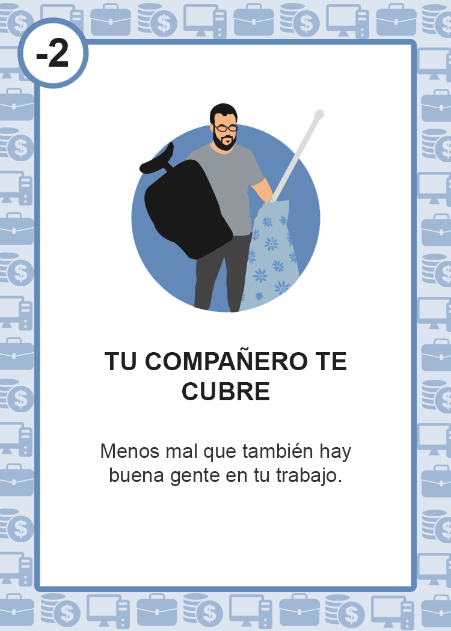 -2
TU COMPAÑERO TE
CUBRE
Menos mal que también hay
buena gente en tu trabajo.